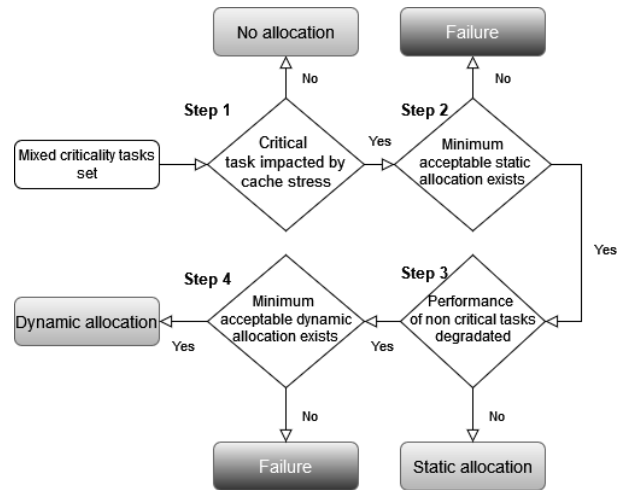 No allocation
Failure
No
No
Step 1
Step 2
Mixed criticality tasks
set
Critical
task impacted by
cache stress
Yes
Minimum
acceptable static
allocation exists
Yes
Step 4
Step 3
Dynamic allocation
Yes
Minimum
acceptable dynamic
allocation exists
Yes
Performance
of non critical tasks
degraded
No
No
Failure
Static allocation